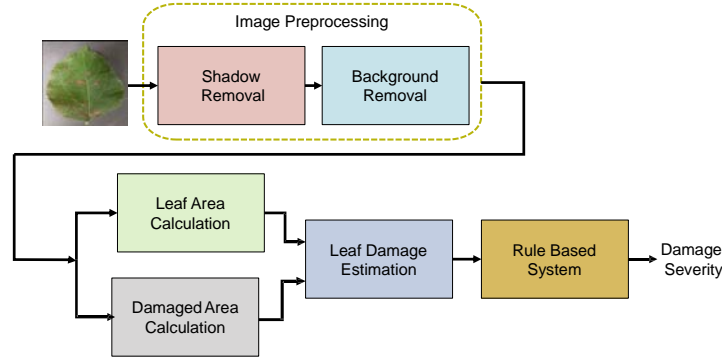 Image Preprocessing
Shadow
Removal
Background
Removal
Leaf Area
Calculation
Damaged Area
Calculation
Leaf Damage
Estimation
Rule Based
System
Damage
Severity